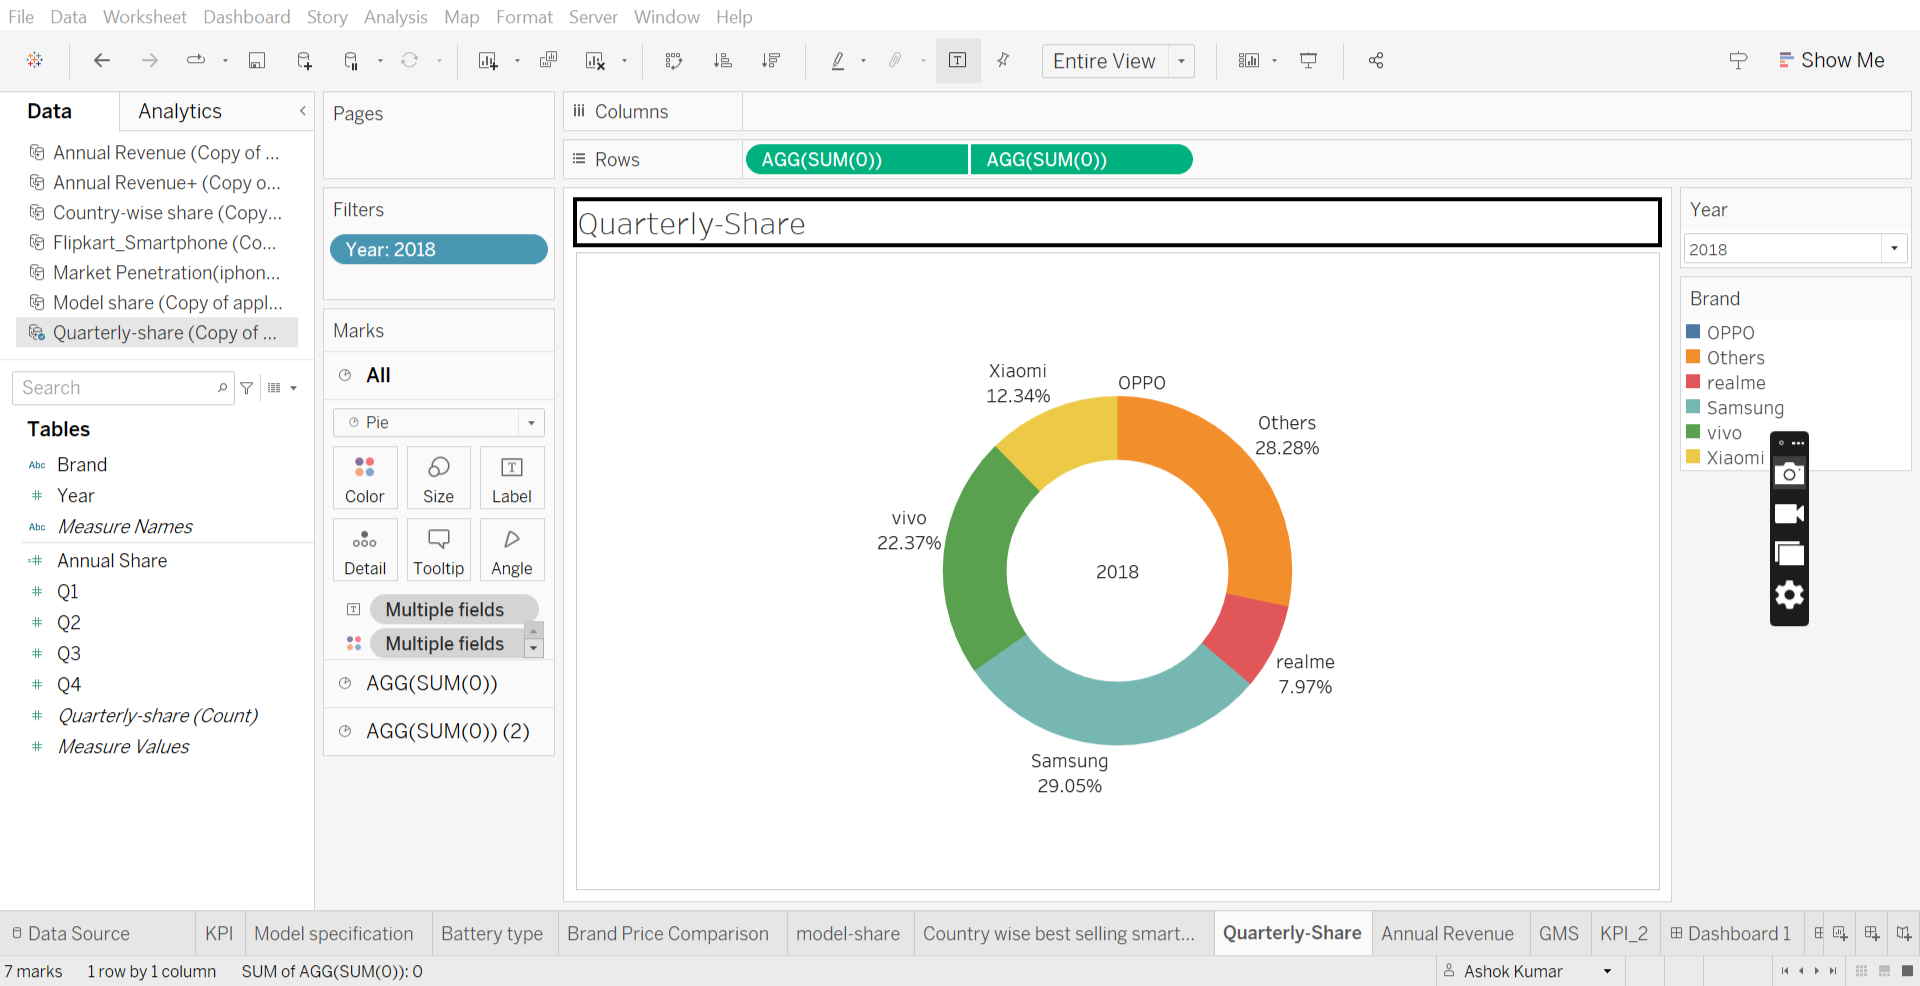 File Data Worksheet Dashboard Story Analysis Map Format Server Window Help
Entire View
Show Me
Data Analytics
Annual Revenue (Copy of ...
Annual Revenue+ (Copy o...
Country-wise share (Copy...
Flipkart_Smartphone (Co...
Market Penetration(iphon...
Model share (Copy of appl...
Quarterly-share (Copy of ...
Search
Tables
Abc Brand
# Year
Abc Measure Names
=# Annual Share
# Q1
# Q2
# Q3
# Q4
# Quarterly-share (Count)
# Measure Values
Pages
Filters
Year: 2018
Marks
All
Pie
Color Size Label
Detail Tooltip Angle
Multiple fields
Multiple fields
AGG(SUM(0))
AGG(SUM(0)) (2)
Columns
Rows AGG(SUM(0)) AGG(SUM(0))
Quarterly-Share
Xiaomi
12.34%
OPPO
Others
28.28%
vivo
22.37%
2018
realme
7.97%
Samsung
29.05%
Year
2018
Brand
OPPO
Others
realme
Samsung
vivo
Xiaomi
Data Source KPI Model specification Battery type Brand Price Comparison model-share Country wise best selling smart... Quarterly-Share Annual Revenue GMS KPI_2 Dashboard 1
7 marks 1 row by 1 column SUM of AGG(SUM(0)): 0 Ashok Kumar